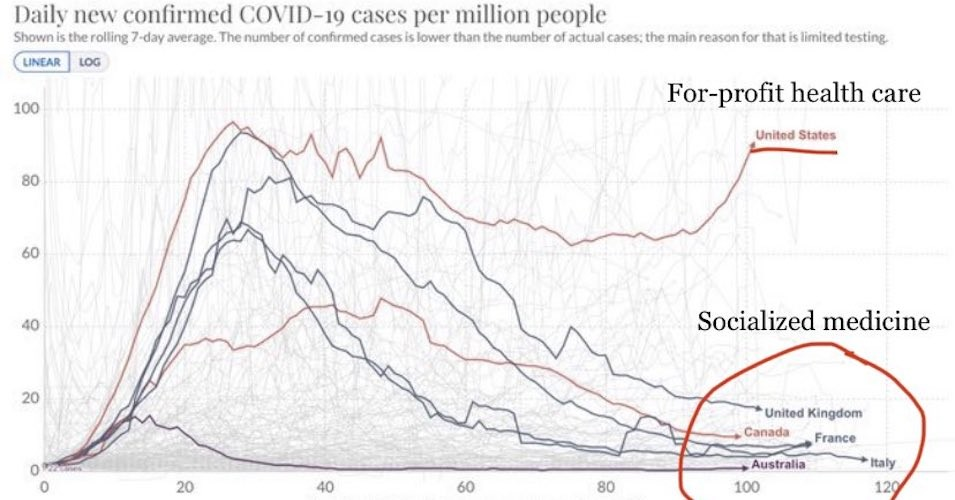 Daily new confirmed COVID-19 cases per million people
Shown is the rolling 7-day average. The number of confirmed cases is lower than the number of actual cases; the main reason for that is limited testing.
LINEAR LOG
For-profit health care
100
United States
80
60
40
Socialized medicine
20
United Kingdom
Canada
France
Italy
Australia
0
0 20 40 60 80 100 120